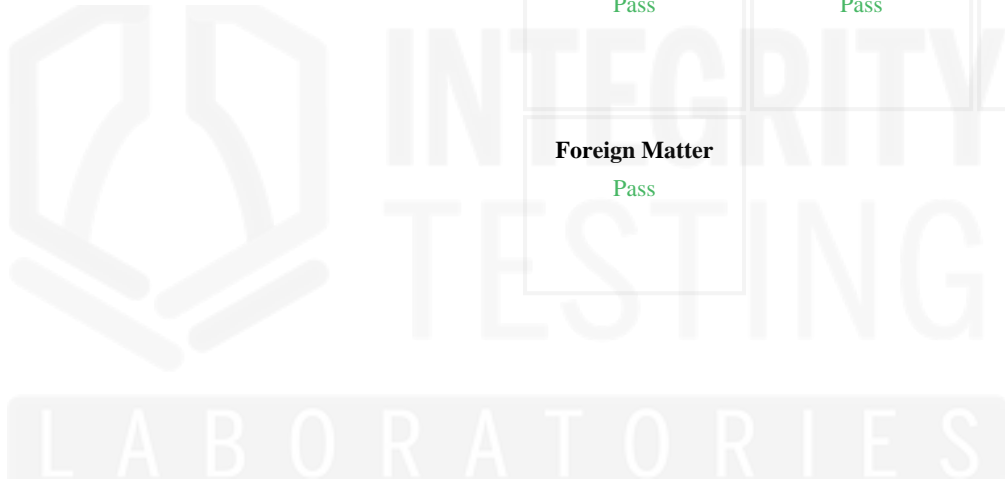 Pass Pass
INTEGRITY
Foreign Matter
Pass
TESTING
LABORATORIES